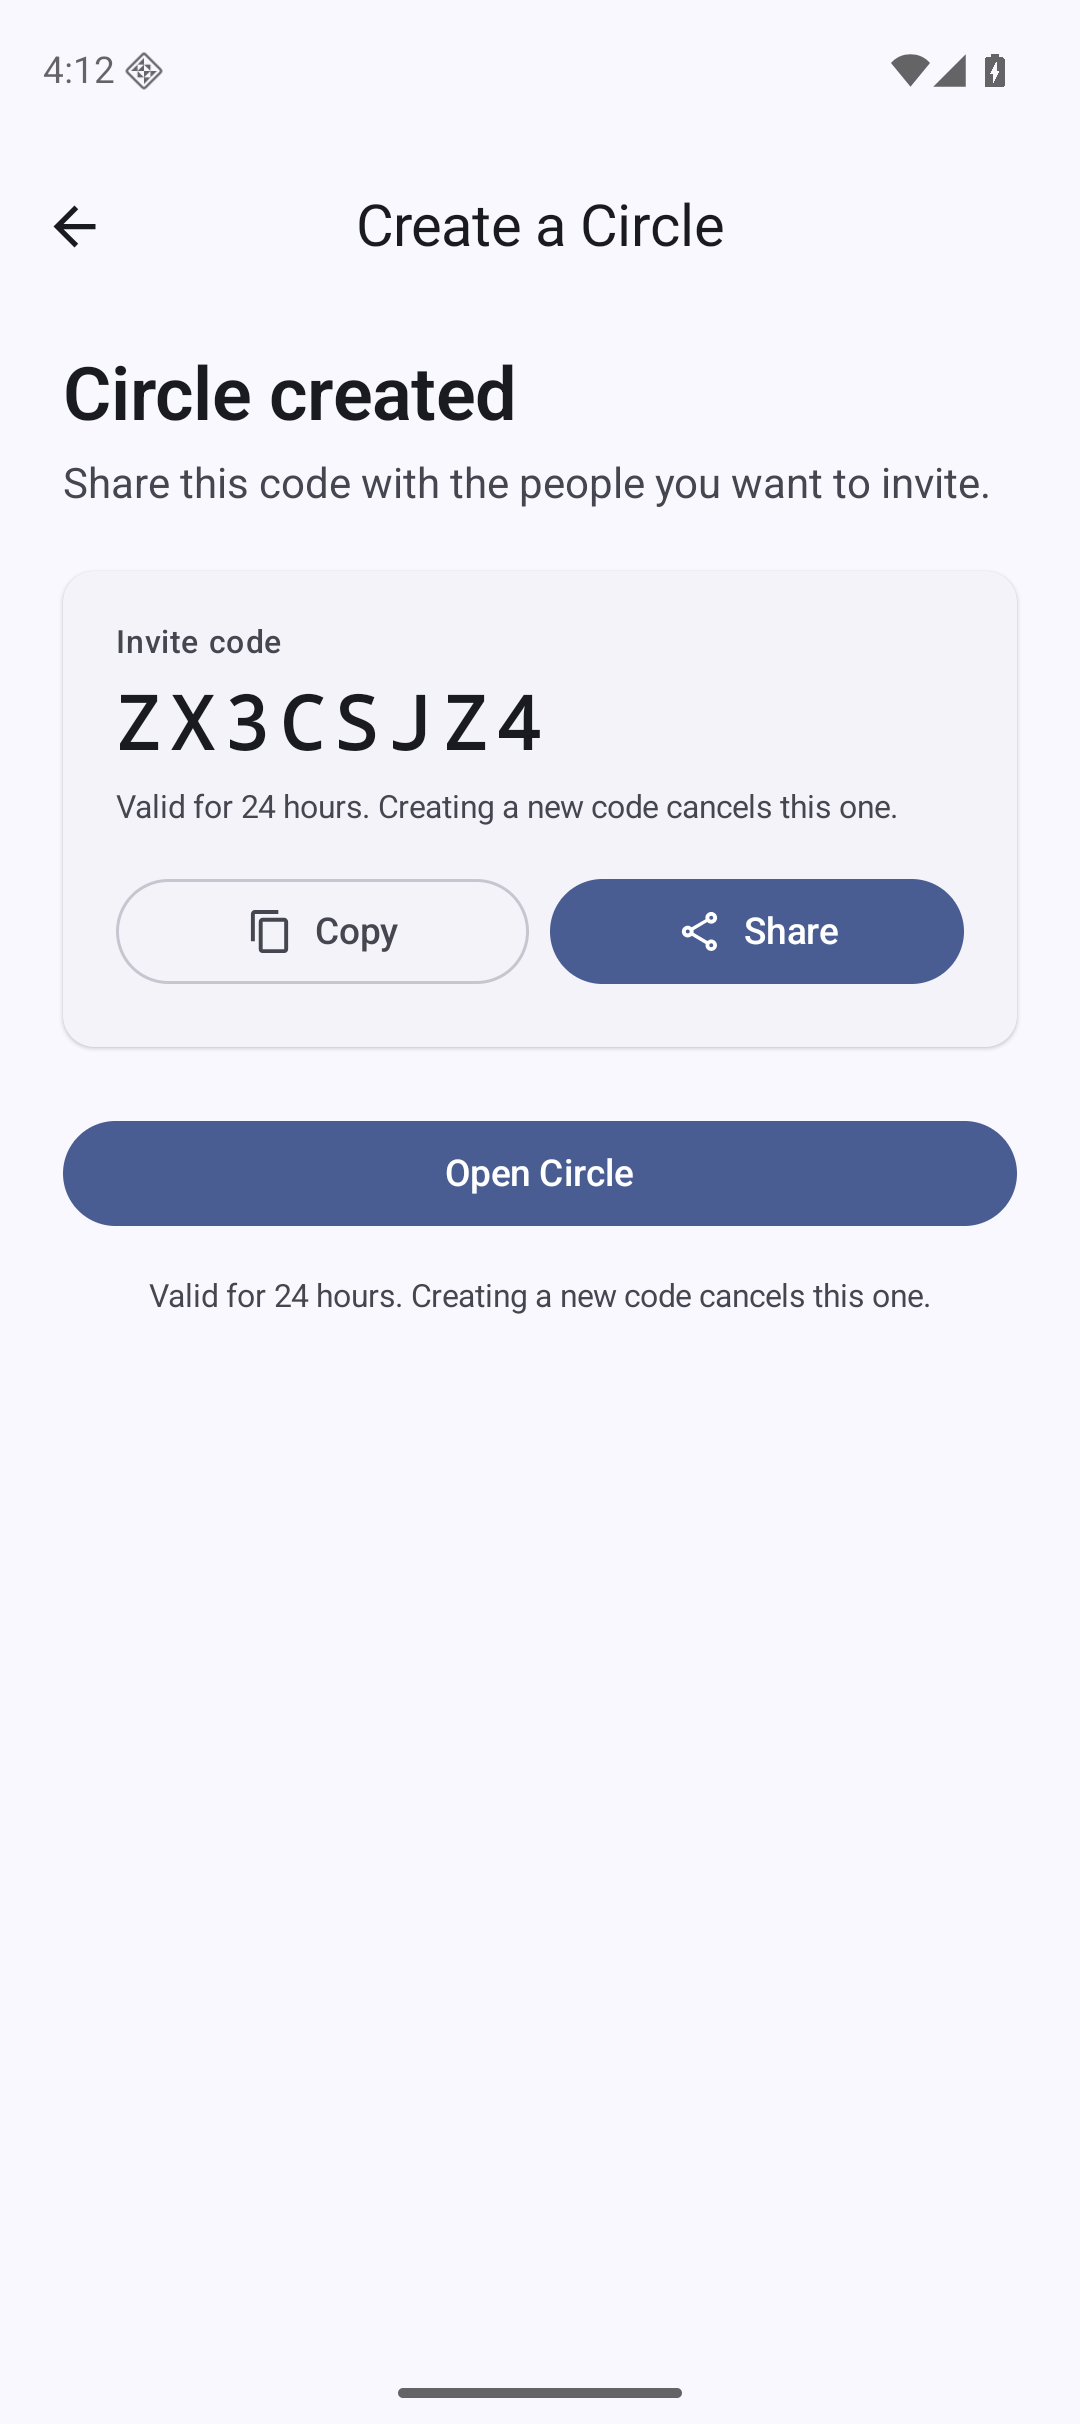 4:12
Create a Circle
Circle created
Share this code with the people you want to invite.
Invite code
ZX3CSJZ4
Valid for 24 hours. Creating a new code cancels this one.
Copy
Share
Open Circle
Valid for 24 hours. Creating a new code cancels this one.